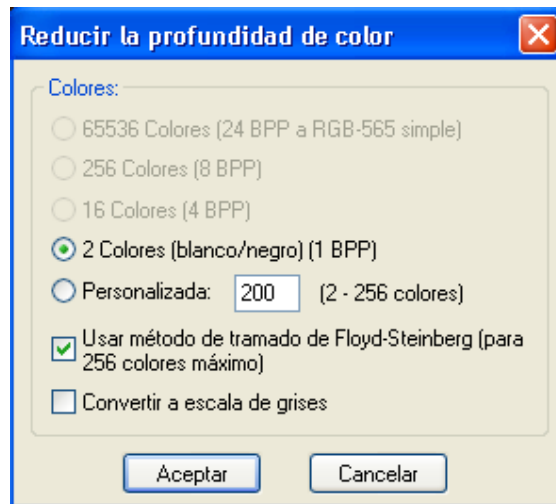 Reducir la profundidad de color
Colores:
65536 Colores (24 BPP a RGB-565 simple)
256 Colores (8 BPP)
16 Colores (4 BPP)
2 Colores (blanco/negro) (1 BPP)
Personalizada: 200 (2 - 256 colores)
Usar método de tramado de Floyd-Steinberg (para
256 colores máximo)
Convertir a escala de grises
Aceptar Cancelar